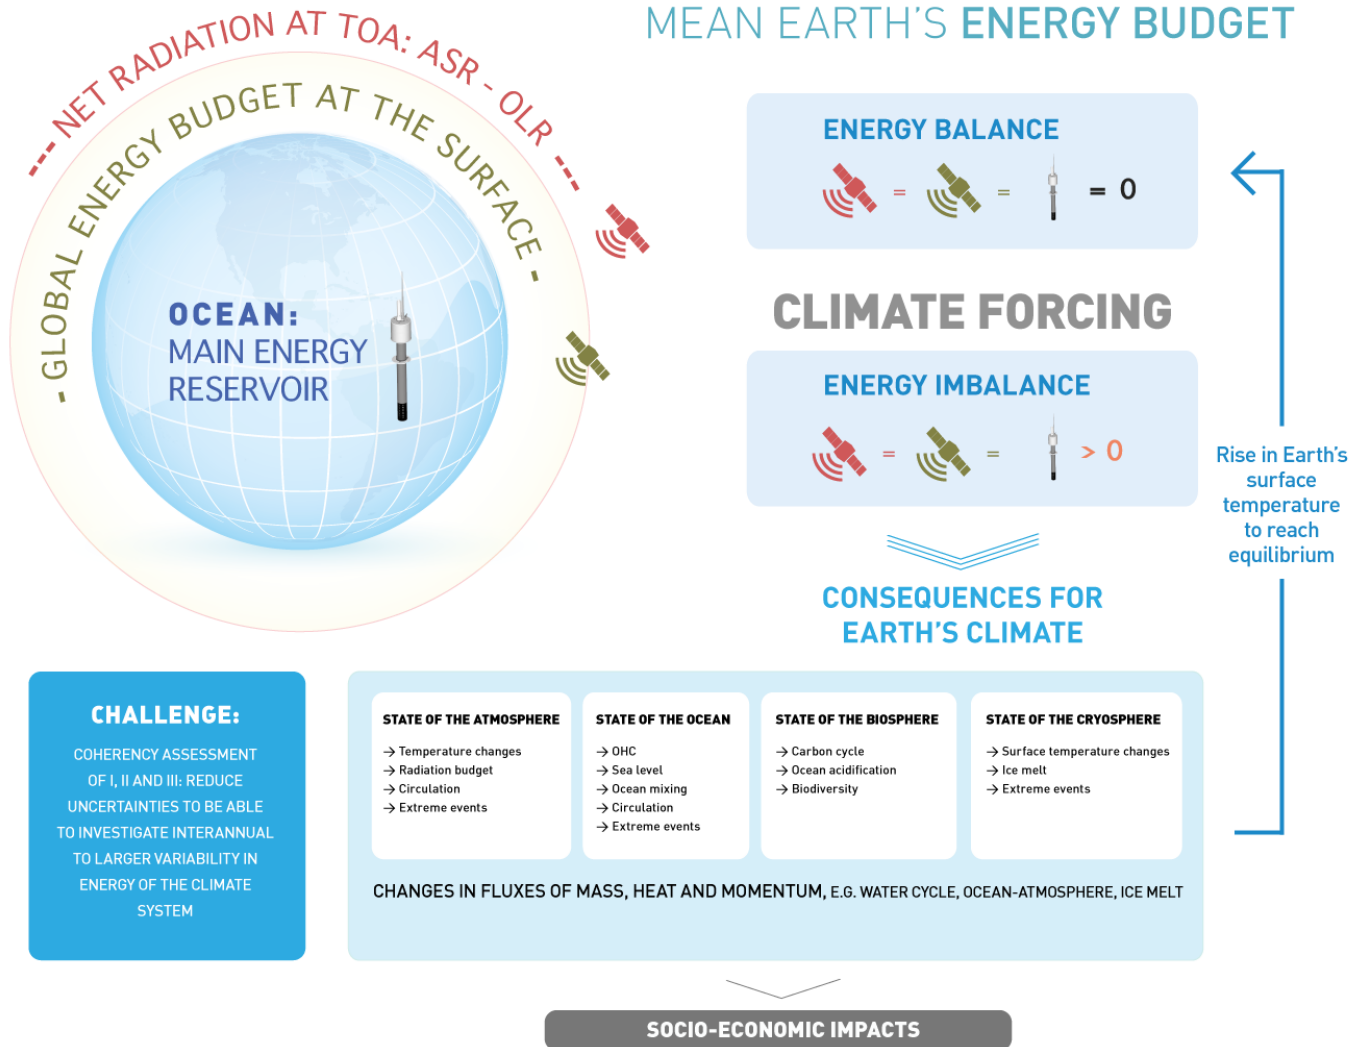 MEAN EARTH'S ENERGY BUDGET
--- NET RADIATION AT TOA: ASR - OLR ---
- GLOBAL ENERGY BUDGET AT THE SURFACE -
OCEAN:
MAIN ENERGY
RESERVOIR
ENERGY BALANCE
= = = 0
CLIMATE FORCING
ENERGY IMBALANCE
= = > 0
Rise in Earth's
surface
temperature
to reach
equilibrium
CONSEQUENCES FOR
EARTH'S CLIMATE
CHALLENGE:
COHERENCY ASSESSMENT
OF I, II AND III: REDUCE
UNCERTAINTIES TO BE ABLE
TO INVESTIGATE INTERANNUAL
TO LARGER VARIABILITY IN
ENERGY OF THE CLIMATE
SYSTEM
STATE OF THE ATMOSPHERE
→ Temperature changes
→ Radiation budget
→ Circulation
→ Extreme events
STATE OF THE OCEAN
→ OHC
→ Sea level
→ Ocean mixing
→ Circulation
→ Extreme events
STATE OF THE BIOSPHERE
→ Carbon cycle
→ Ocean acidification
→ Biodiversity
STATE OF THE CRYOSPHERE
→ Surface temperature changes
→ Ice melt
→ Extreme events
CHANGES IN FLUXES OF MASS, HEAT AND MOMENTUM, E.G. WATER CYCLE, OCEAN-ATMOSPHERE, ICE MELT
SOCIO-ECONOMIC IMPACTS